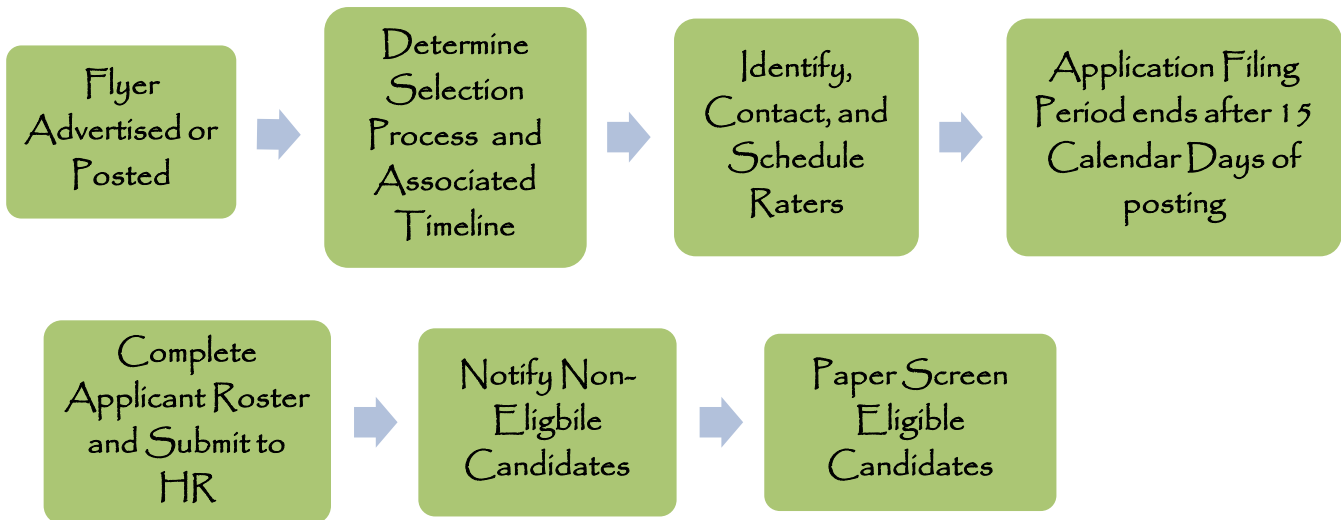 Flyer
Advertised or
Posted
Determine
Selection
Process and
Associated
Timeline
Identify,
Contact, and
Schedule
Raters
Application Filing
Period ends after 15
Calendar Days of
posting
Complete
Applicant Roster
and Submit to
HR
Notify Non-
Eligbile
Candidates
Paper Screen
Eligible
Candidates